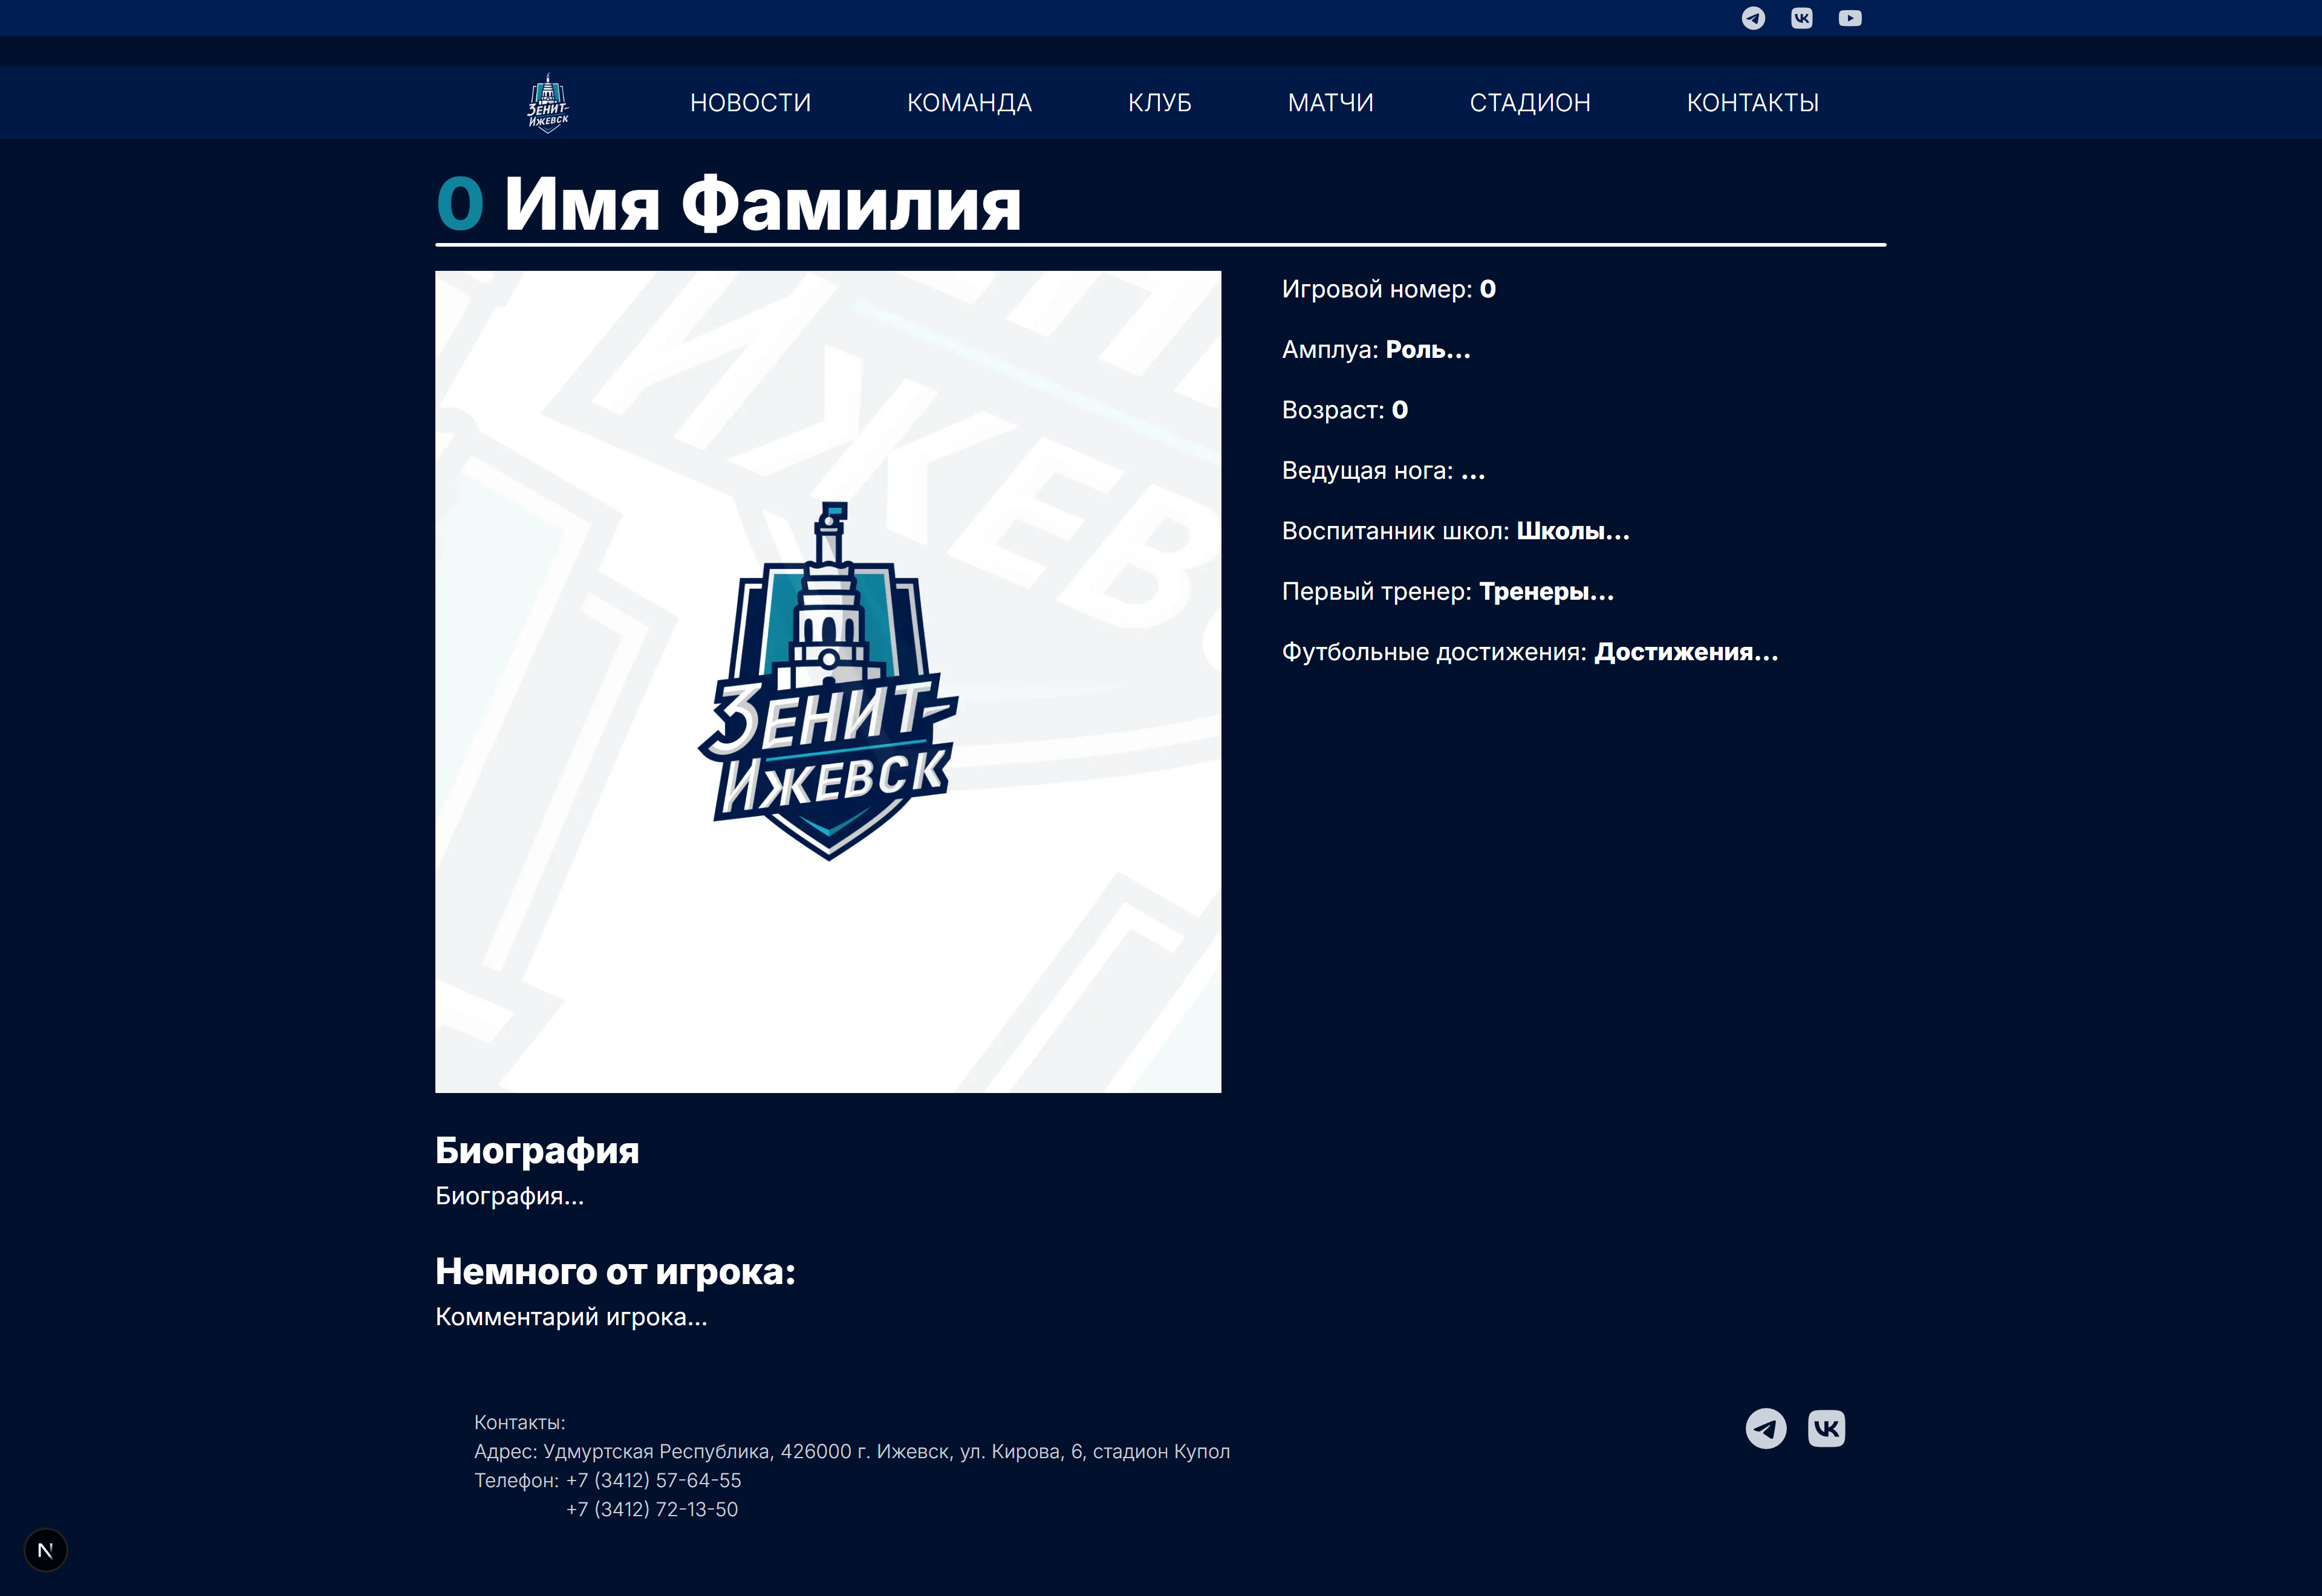 ЗЕНИТ-
ИЖЕВСК
НОВОСТИ
КОМАНДА
КЛУБ
МАТЧИ
СТАДИОН
КОНТАКТЫ
0 Имя Фамилия
ИЖЕВС
ЗЕНИТ-
ИЖЕВСК
Игровой номер: 0
Амплуа: Роль...
Возраст: 0
Ведущая нога: ...
Воспитанник школ: Школы...
Первый тренер: Тренеры...
Футбольные достижения: Достижения...
Биография
Биография...
Немного от игрока:
Комментарий игрока...
Контакты:
Адрес: Удмуртская Республика, 426000 г. Ижевск, ул. Кирова, 6, стадион Купол
Телефон: +7 (3412) 57-64-55
+7 (3412) 72-13-50
N